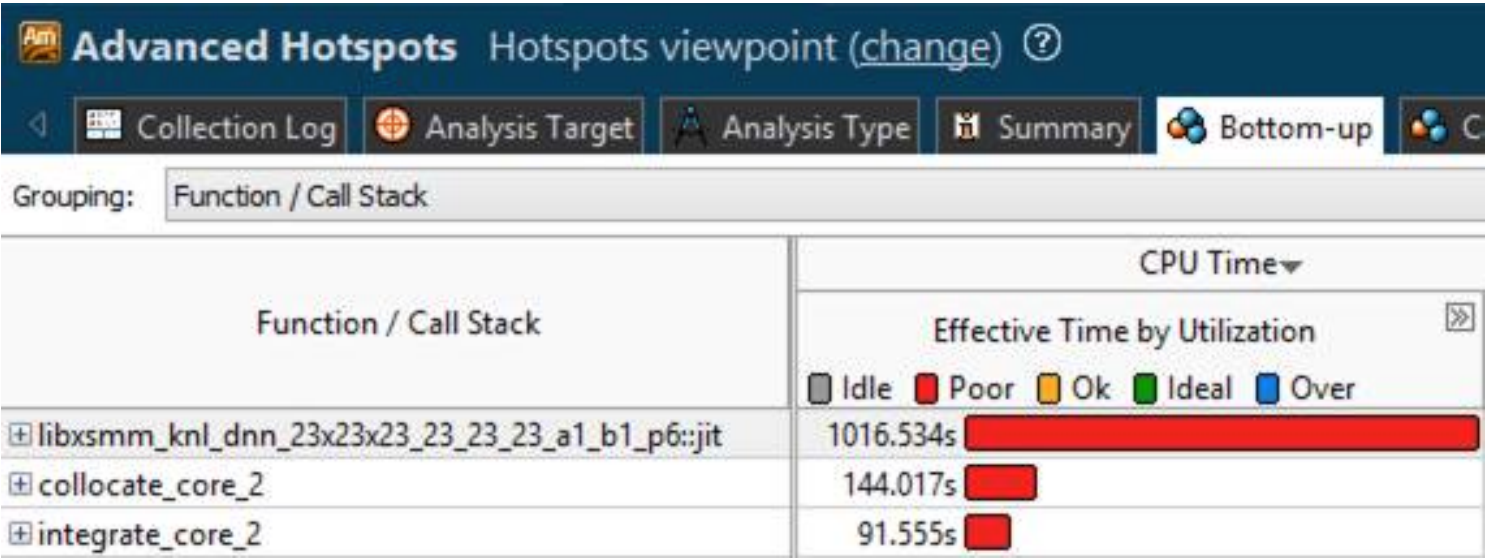 Am Advanced Hotspots Hotspots viewpoint (change) ?
Collection Log Analysis Target Analysis Type Summary Bottom-up C
Grouping: Function / Call Stack
CPU Time
Function / Call Stack
Effective Time by Utilization
Idle Poor Ok Ideal Over
libxsmm_knl_dnn_23x23x23_23_23_23_a1_b1_p6::jit 1016.534s
collocate_core_2 144.017s
integrate_core_2 91.555s